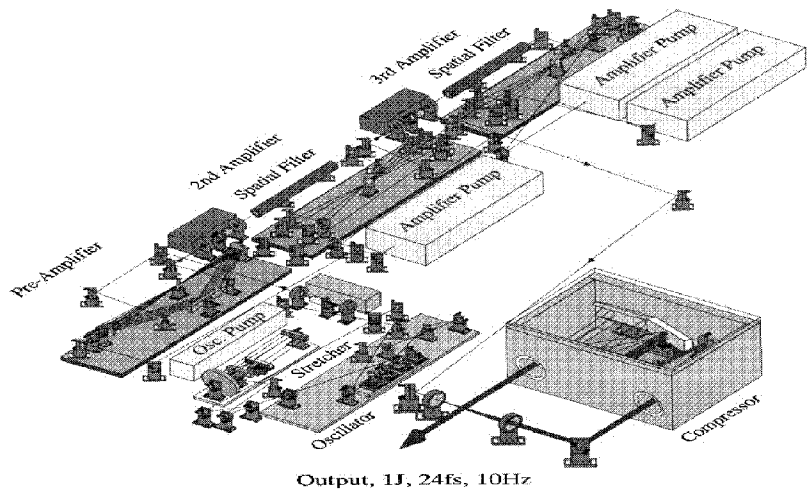 3rd Amplifier
Spatial Filter
Amplifier Pump
Amplifier Pump
2nd Amplifier
Spatial Filter
Amplifier Pump
Pre-Amplifier
Osc. Pump
Stretcher
Oscillator
Compressor
Output, 1J, 24fs, 10Hz